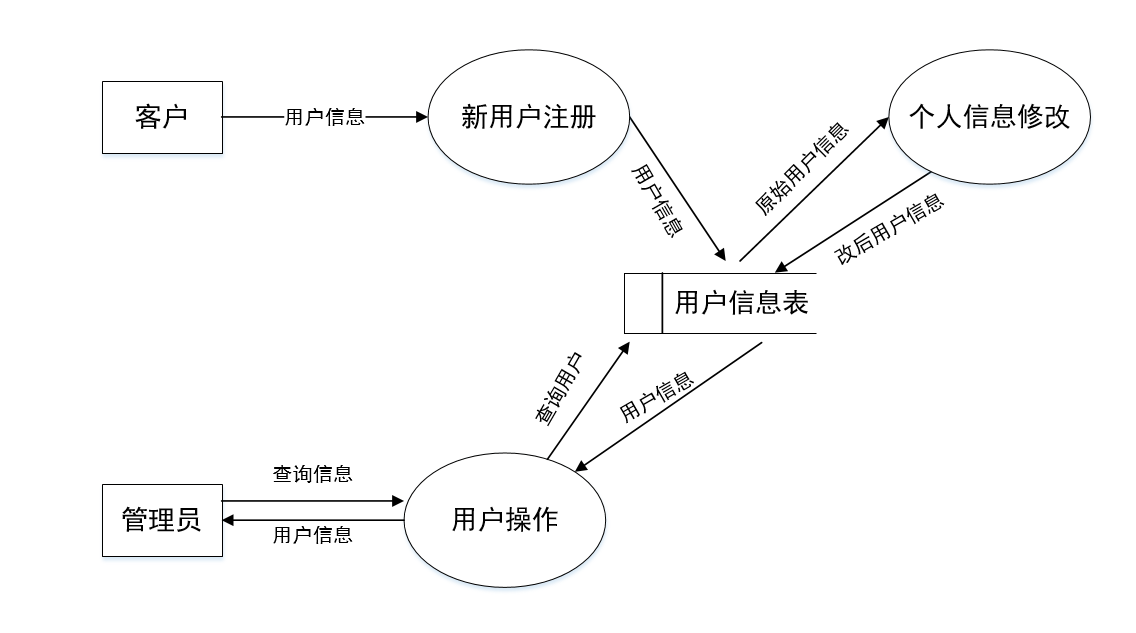 客户
用户信息
新用户注册
个人信息修改
用户信息
原始用户信息
改后用户信息
用户信息表
查询用户
用户信息
管理员
查询信息
用户信息
用户操作